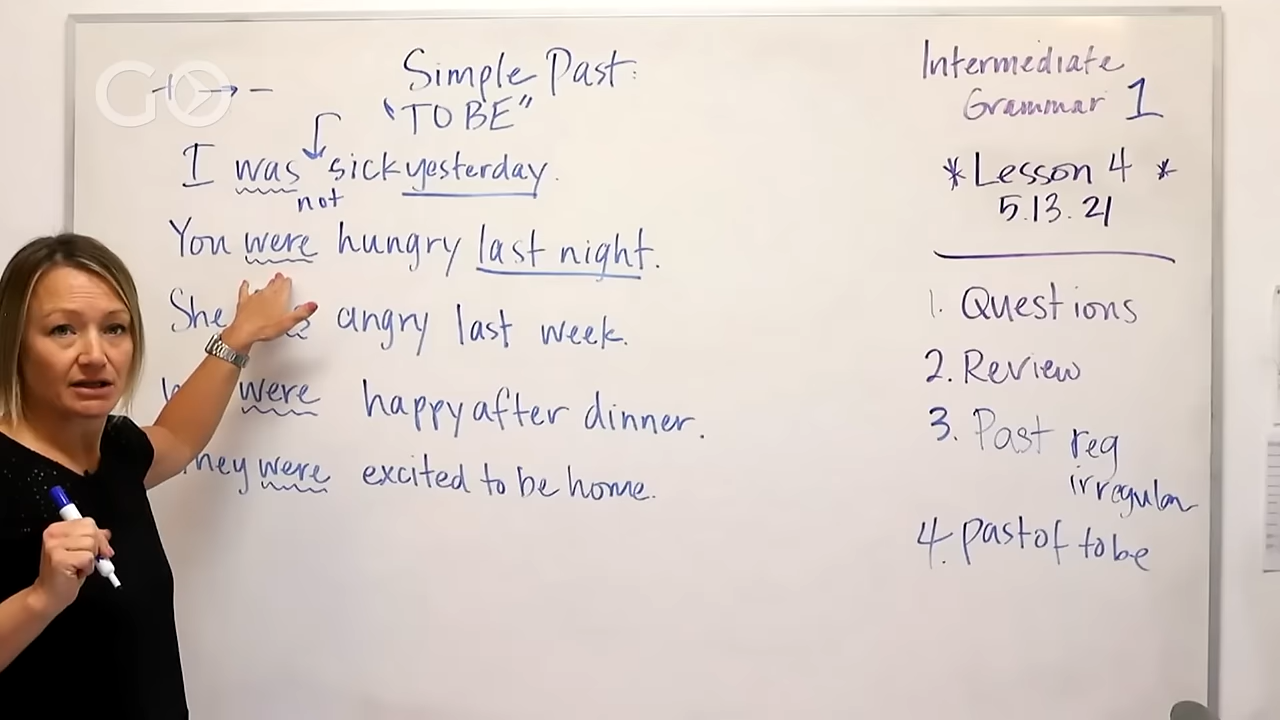 GO
+ → -
Simple Past:
"TO BE"
I was sick yesterday.
not
You were hungry last night.
She angry last week.
were happy after dinner.
were excited to be home.
Intermediate
Grammar 1
* Lesson 4 *
5.13.21
1. Questions
2. Review
3. Past reg
irregular
4. past of to be